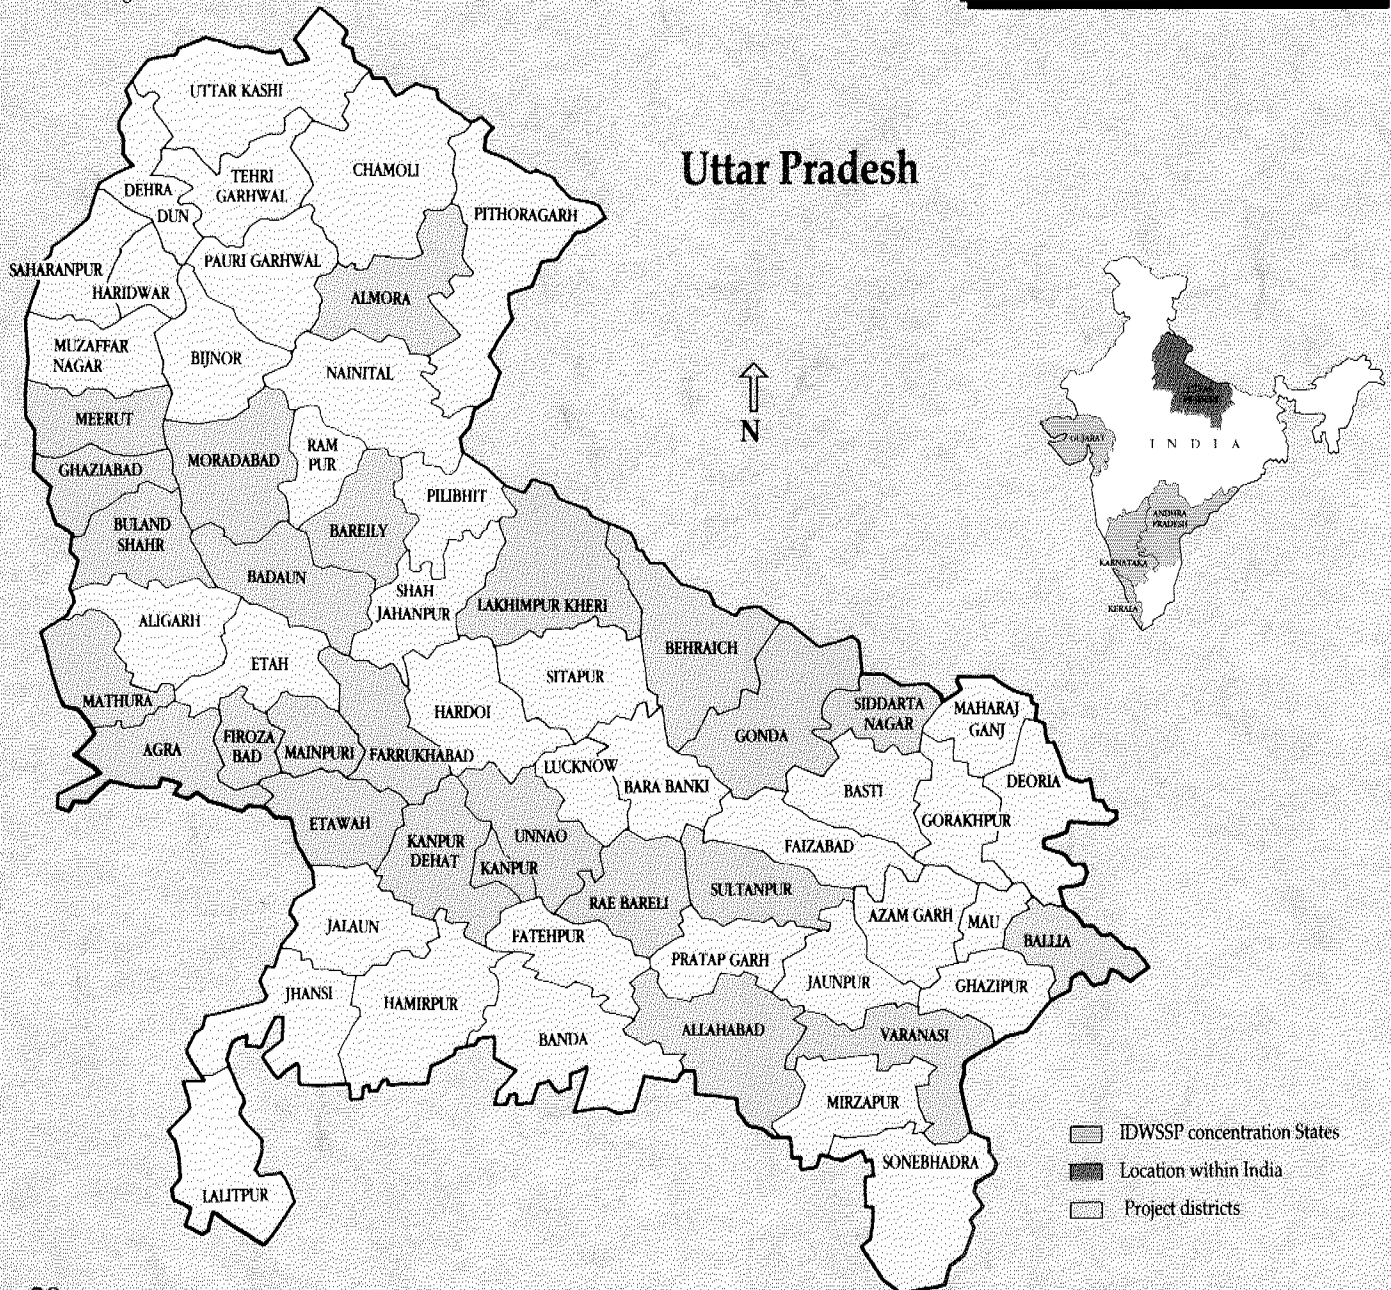 Uttar Pradesh
UTTAR KASHI
CHAMOLI
TEHRI
GARHWAL
DEHRA
DUN
PITHORAGARH
PAURI GARHWAL
SAHARANPUR
HARIDWAR
ALMORA
MUZAFFAR
NAGAR
BIJNOR
NAINITAL
MEERUT
MORADABAD
RAM
PUR
GHAZIABAD
PILIBHIT
BULAND
SHAHR
BAREILY
BADAUN
SHAH
JAHANPUR
LAKHIMPUR KHERI
ALIGARH
ETAH
BEHRAICH
SITAPUR
MATHURA
HARDOI
SIDDARTA
NAGAR
MAHARAJ
GANJ
AGRA
FIROZA
BAD
MAINPURI
FARRUKHABAD
GONDA
LUCKNOW
BARA BANKI
BASTI
DEORIA
GORAKHPUR
ETAWAH
KANPUR
DEHAT
KANPUR
UNNAO
FAIZABAD
RAE BARELI
SULTANPUR
JALAUN
FATEHPUR
AZAM GARH
MAU
BALLIA
PRATAP GARH
JAUNPUR
GHAZIPUR
JHANSI
HAMIRPUR
BANDA
ALLAHABAD
VARANASI
MIRZAPUR
SONEBHADRA
LALITPUR
N
INDIA
GUJARAT
ANDHRA
PRADESH
KARNATAKA
KERALA
IDWSSP concentration States
Location within India
Project districts